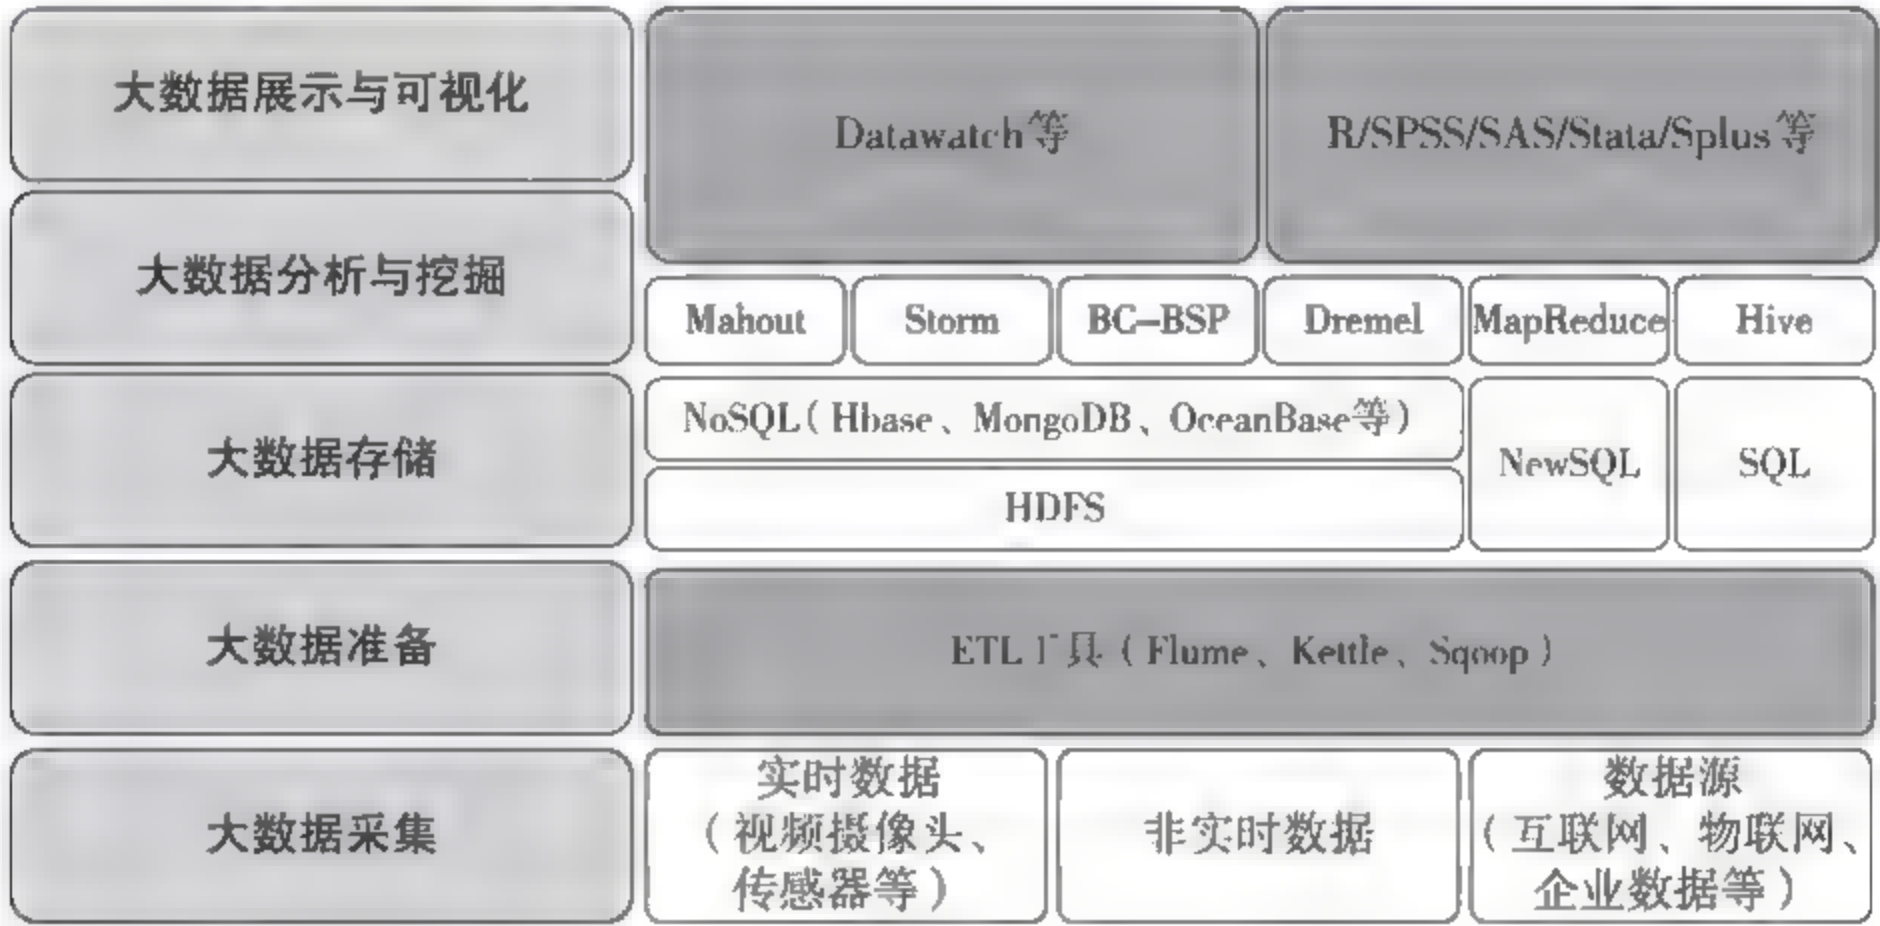 大数据展示与可视化
Datawatch等
R/SPSS/SAS/Stata/Splus等
大数据分析与挖掘
Mahout
Storm
BC-BSP
Dremel
MapReduce
Hive
大数据存储
NoSQL(Hbase、MongoDB、OceanBase等)
HDFS
NewSQL
SQL
大数据准备
ETL工具(Flume、Kettle、Sqoop)
大数据采集
实时数据
(视频摄像头、
传感器等)
非实时数据
数据源
(互联网、物联网、
企业数据等)